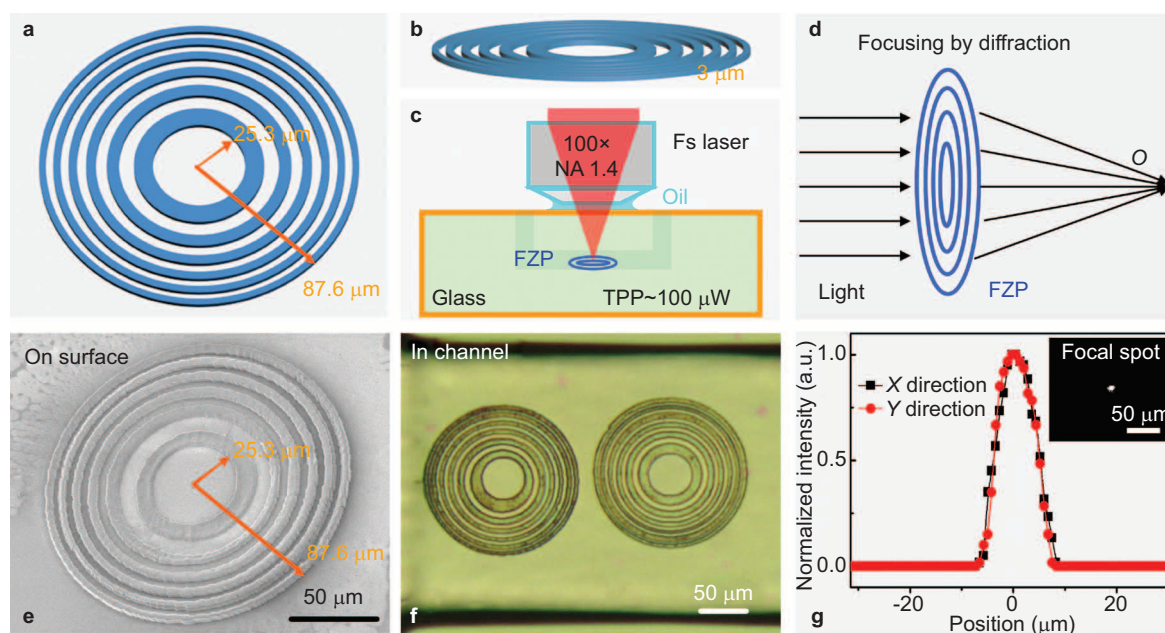 a
25.3 μm
87.6 μm
b
3 μm
c
100×
NA 1.4
Fs laser
Oil
FZP
Glass
TPP~100 μW
d
Focusing by diffraction
O
Light
FZP
On surface
25.3 μm
87.6 μm
50 μm
e
In channel
50 μm
f
Normalized intensity (a.u.)
1.0
0.5
0.0
X direction
Y direction
Focal spot
50 μm
-20
0
20
Position (μm)
g